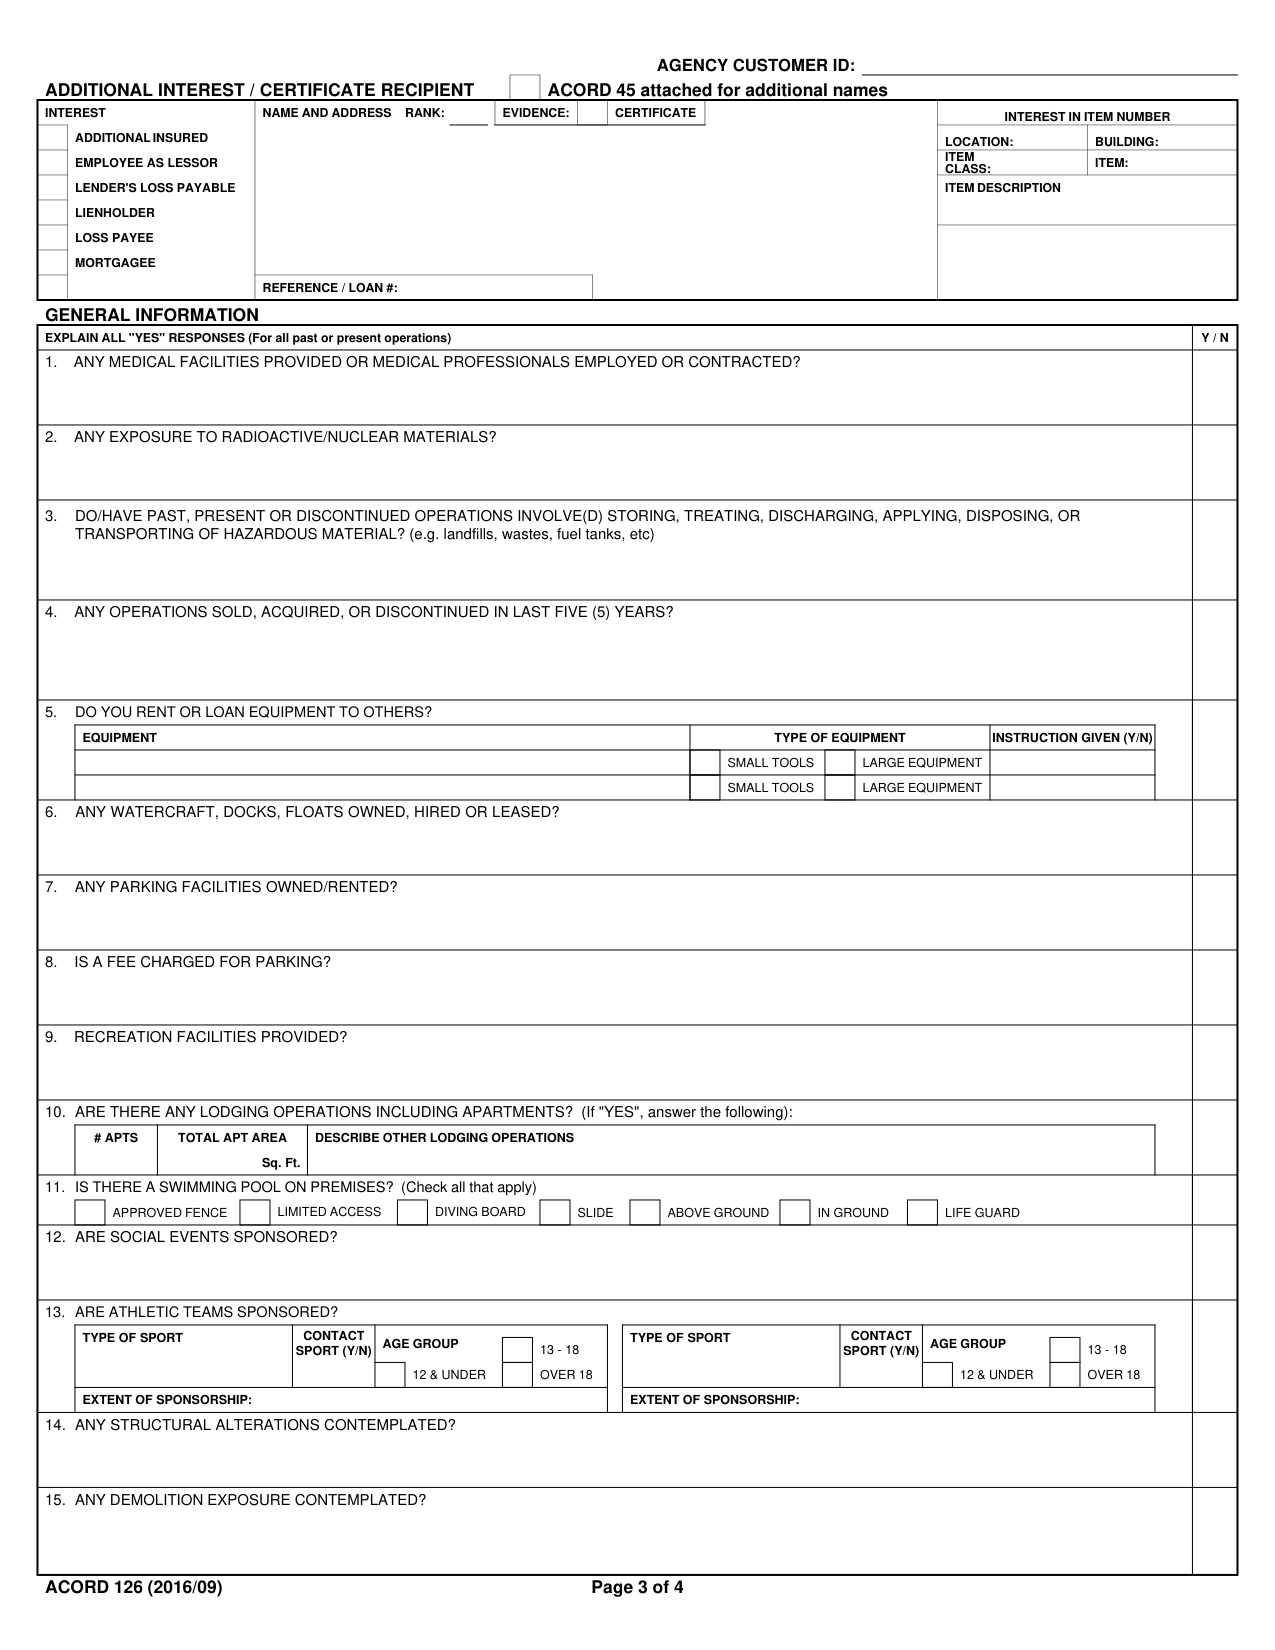 AGENCY CUSTOMER ID:
ADDITIONAL INTEREST / CERTIFICATE RECIPIENT ACORD 45 attached for additional names
INTEREST NAME AND ADDRESS RANK: EVIDENCE: CERTIFICATE INTEREST IN ITEM NUMBER
ADDITIONAL INSURED LOCATION: BUILDING:
EMPLOYEE AS LESSOR ITEM CLASS: ITEM:
LENDER'S LOSS PAYABLE ITEM DESCRIPTION
LIENHOLDER
LOSS PAYEE
MORTGAGEE
REFERENCE / LOAN #:
GENERAL INFORMATION
EXPLAIN ALL "YES" RESPONSES (For all past or present operations) Y / N
1. ANY MEDICAL FACILITIES PROVIDED OR MEDICAL PROFESSIONALS EMPLOYED OR CONTRACTED?
2. ANY EXPOSURE TO RADIOACTIVE/NUCLEAR MATERIALS?
3. DO/HAVE PAST, PRESENT OR DISCONTINUED OPERATIONS INVOLVE(D) STORING, TREATING, DISCHARGING, APPLYING, DISPOSING, OR
TRANSPORTING OF HAZARDOUS MATERIAL? (e.g. landfills, wastes, fuel tanks, etc)
4. ANY OPERATIONS SOLD, ACQUIRED, OR DISCONTINUED IN LAST FIVE (5) YEARS?
5. DO YOU RENT OR LOAN EQUIPMENT TO OTHERS?
EQUIPMENT TYPE OF EQUIPMENT INSTRUCTION GIVEN (Y/N)
SMALL TOOLS LARGE EQUIPMENT
SMALL TOOLS LARGE EQUIPMENT
6. ANY WATERCRAFT, DOCKS, FLOATS OWNED, HIRED OR LEASED?
7. ANY PARKING FACILITIES OWNED/RENTED?
8. IS A FEE CHARGED FOR PARKING?
9. RECREATION FACILITIES PROVIDED?
10. ARE THERE ANY LODGING OPERATIONS INCLUDING APARTMENTS? (If "YES", answer the following):
# APTS TOTAL APT AREA DESCRIBE OTHER LODGING OPERATIONS
Sq. Ft.
11. IS THERE A SWIMMING POOL ON PREMISES? (Check all that apply)
APPROVED FENCE LIMITED ACCESS DIVING BOARD SLIDE ABOVE GROUND IN GROUND LIFE GUARD
12. ARE SOCIAL EVENTS SPONSORED?
13. ARE ATHLETIC TEAMS SPONSORED?
TYPE OF SPORT CONTACT SPORT (Y/N) AGE GROUP 13 - 18 TYPE OF SPORT CONTACT SPORT (Y/N) AGE GROUP 13 - 18
12 & UNDER OVER 18 12 & UNDER OVER 18
EXTENT OF SPONSORSHIP: EXTENT OF SPONSORSHIP:
14. ANY STRUCTURAL ALTERATIONS CONTEMPLATED?
15. ANY DEMOLITION EXPOSURE CONTEMPLATED?
ACORD 126 (2016/09) Page 3 of 4